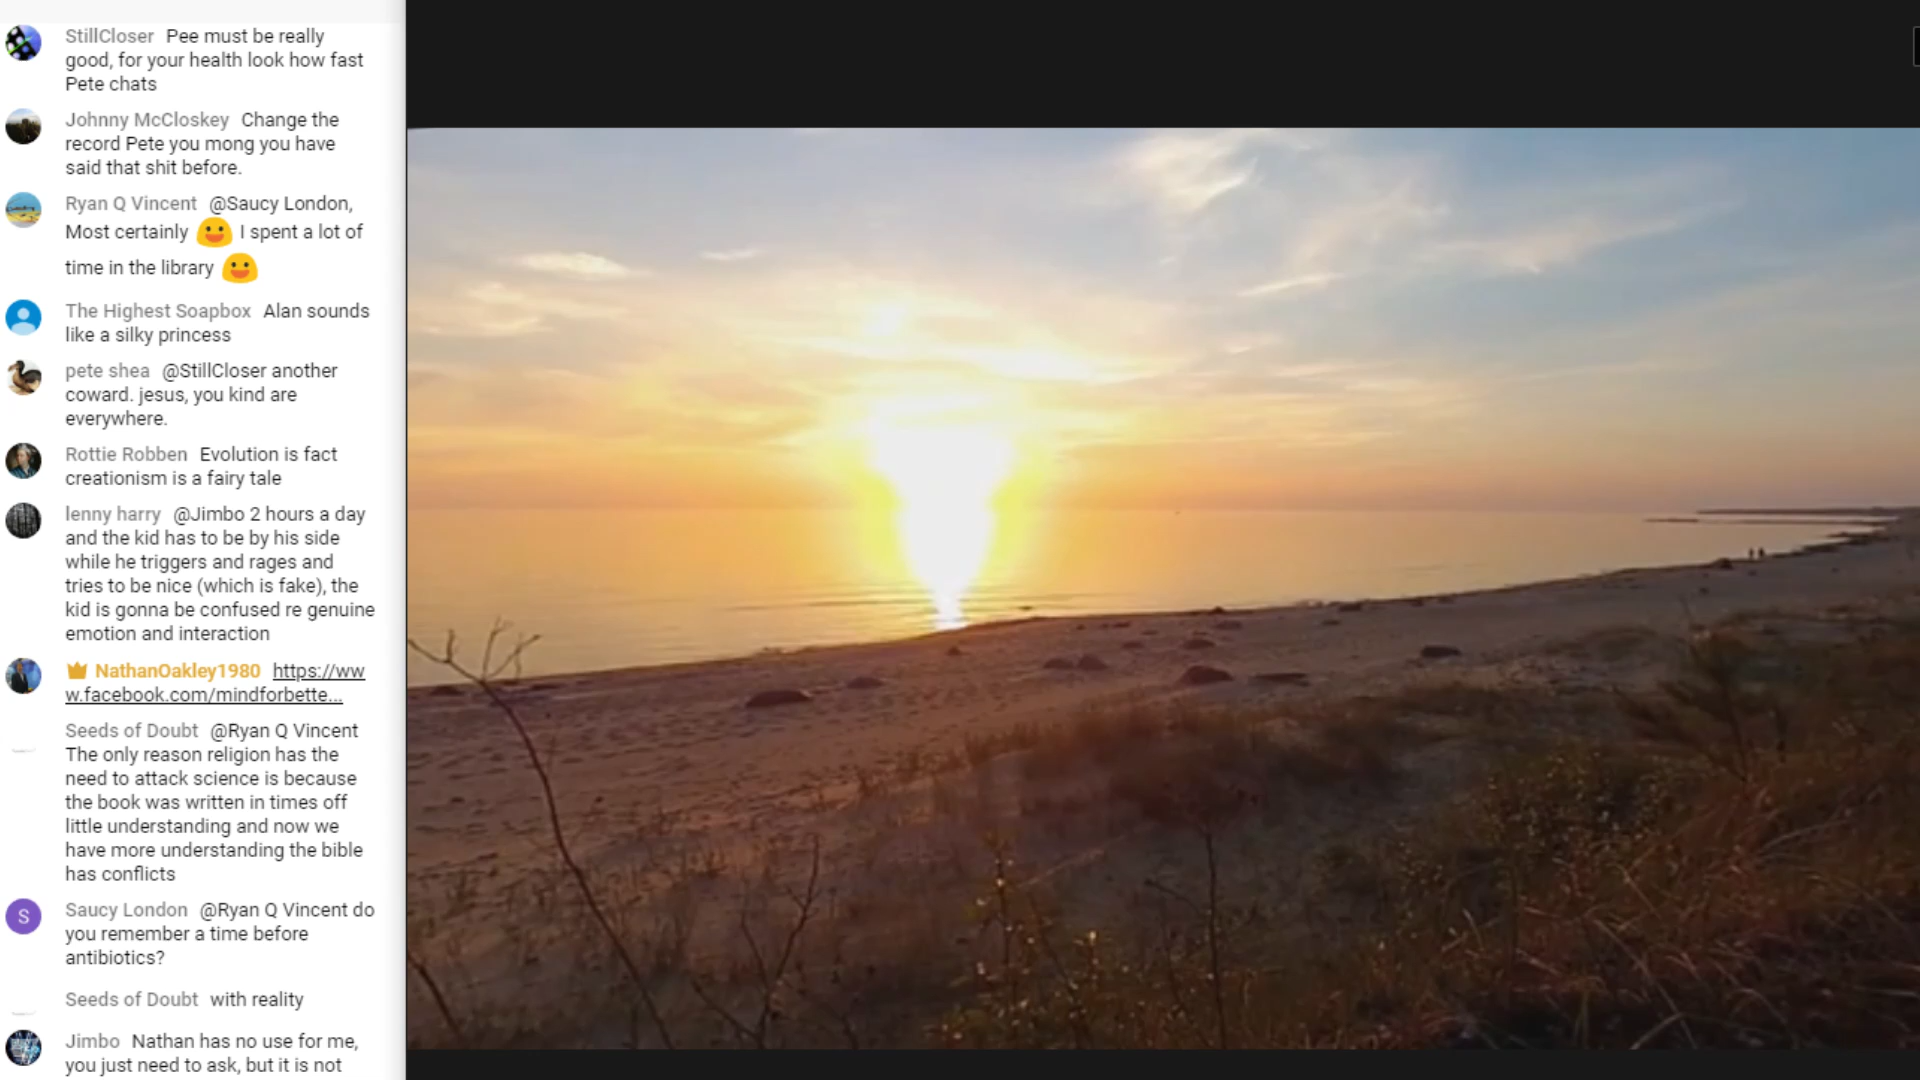 StillCloser Pee must be really
good, for your health look how fast
Pete chats
Johnny McCloskey Change the
record Pete you mong you have
said that shit before.
Ryan Q Vincent @Saucy London,
Most certainly 😃 I spent a lot of
time in the library 😃
The Highest Soapbox Alan sounds
like a silky princess
pete shea @StillCloser another
coward. jesus, you kind are
everywhere.
Rottie Robben Evolution is fact
creationism is a fairy tale
lenny harry @Jimbo 2 hours a day
and the kid has to be by his side
while he triggers and rages and
tries to be nice (which is fake), the
kid is gonna be confused re genuine
emotion and interaction
NathanOakley1980 https://ww
w.facebook.com/mindforbette...
Seeds of Doubt @Ryan Q Vincent
The only reason religion has the
need to attack science is because
the book was written in times off
little understanding and now we
have more understanding the bible
has conflicts
S
Saucy London @Ryan Q Vincent do
you remember a time before
antibiotics?
Seeds of Doubt with reality
Jimbo Nathan has no use for me,
you just need to ask, but it is not